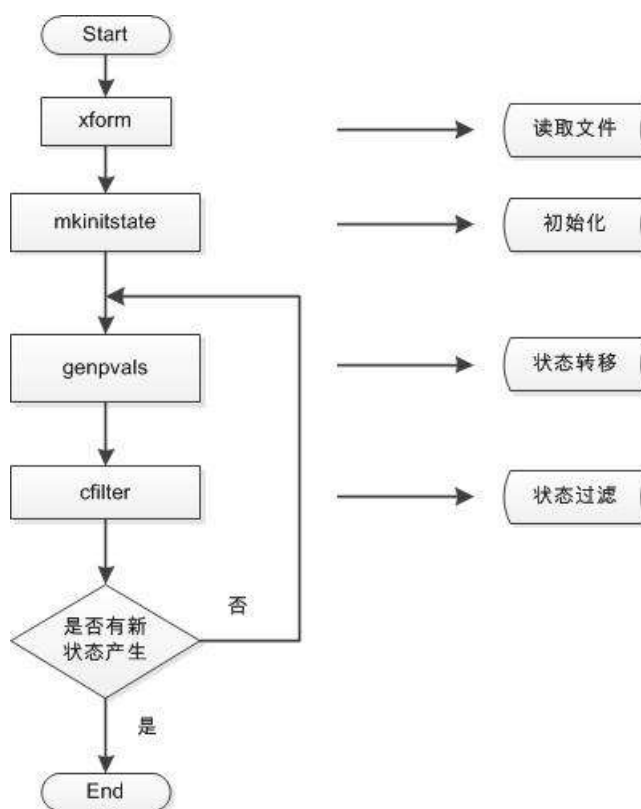 Start
xform
读取文件
mkinitstate
初始化
genpvals
状态转移
cfilter
状态过滤
是否有新
状态产生
否
是
End